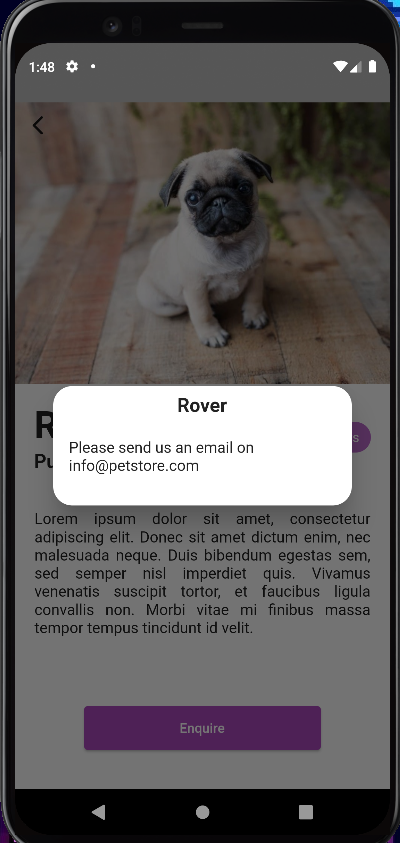 1:48
Rover
Please send us an email on
info@petstore.com
Lorem ipsum dolor sit amet, consectetur
adipiscing elit. Donec sit amet dictum enim, nec
malesuada neque. Duis bibendum egestas sem,
sed semper nisl imperdiet quis. Vivamus
venenatis suscipit tortor, et faucibus ligula
convallis non. Morbi vitae mi finibus massa
tempor tempus tincidunt id velit.
Enquire